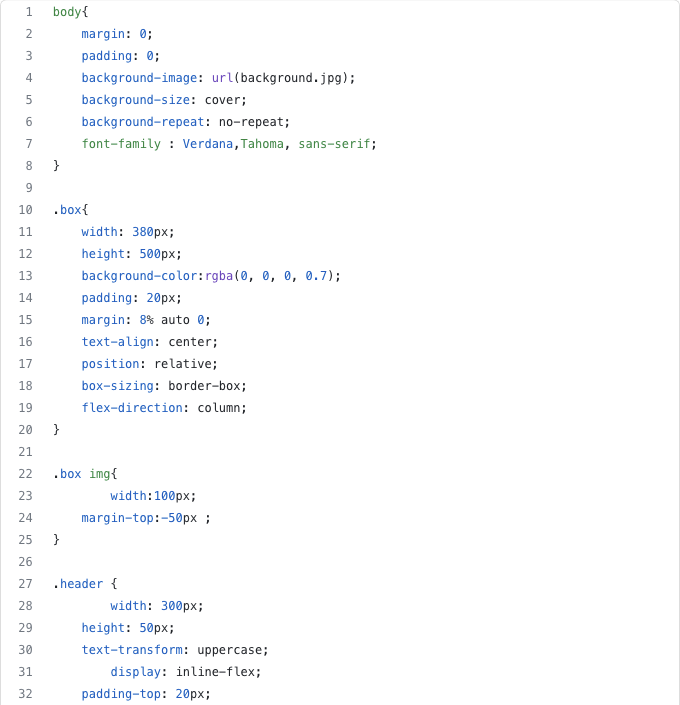 1 body{
2     margin: 0;
3     padding: 0;
4     background-image: url(background.jpg);
5     background-size: cover;
6     background-repeat: no-repeat;
7     font-family : Verdana,Tahoma, sans-serif;
8 }
9
10 .box{
11     width: 380px;
12     height: 500px;
13     background-color:rgba(0, 0, 0, 0.7);
14     padding: 20px;
15     margin: 8% auto 0;
16     text-align: center;
17     position: relative;
18     box-sizing: border-box;
19     flex-direction: column;
20 }
21
22 .box img{
23         width:100px;
24     margin-top:-50px ;
25 }
26
27 .header {
28         width: 300px;
29     height: 50px;
30     text-transform: uppercase;
31         display: inline-flex;
32     padding-top: 20px;